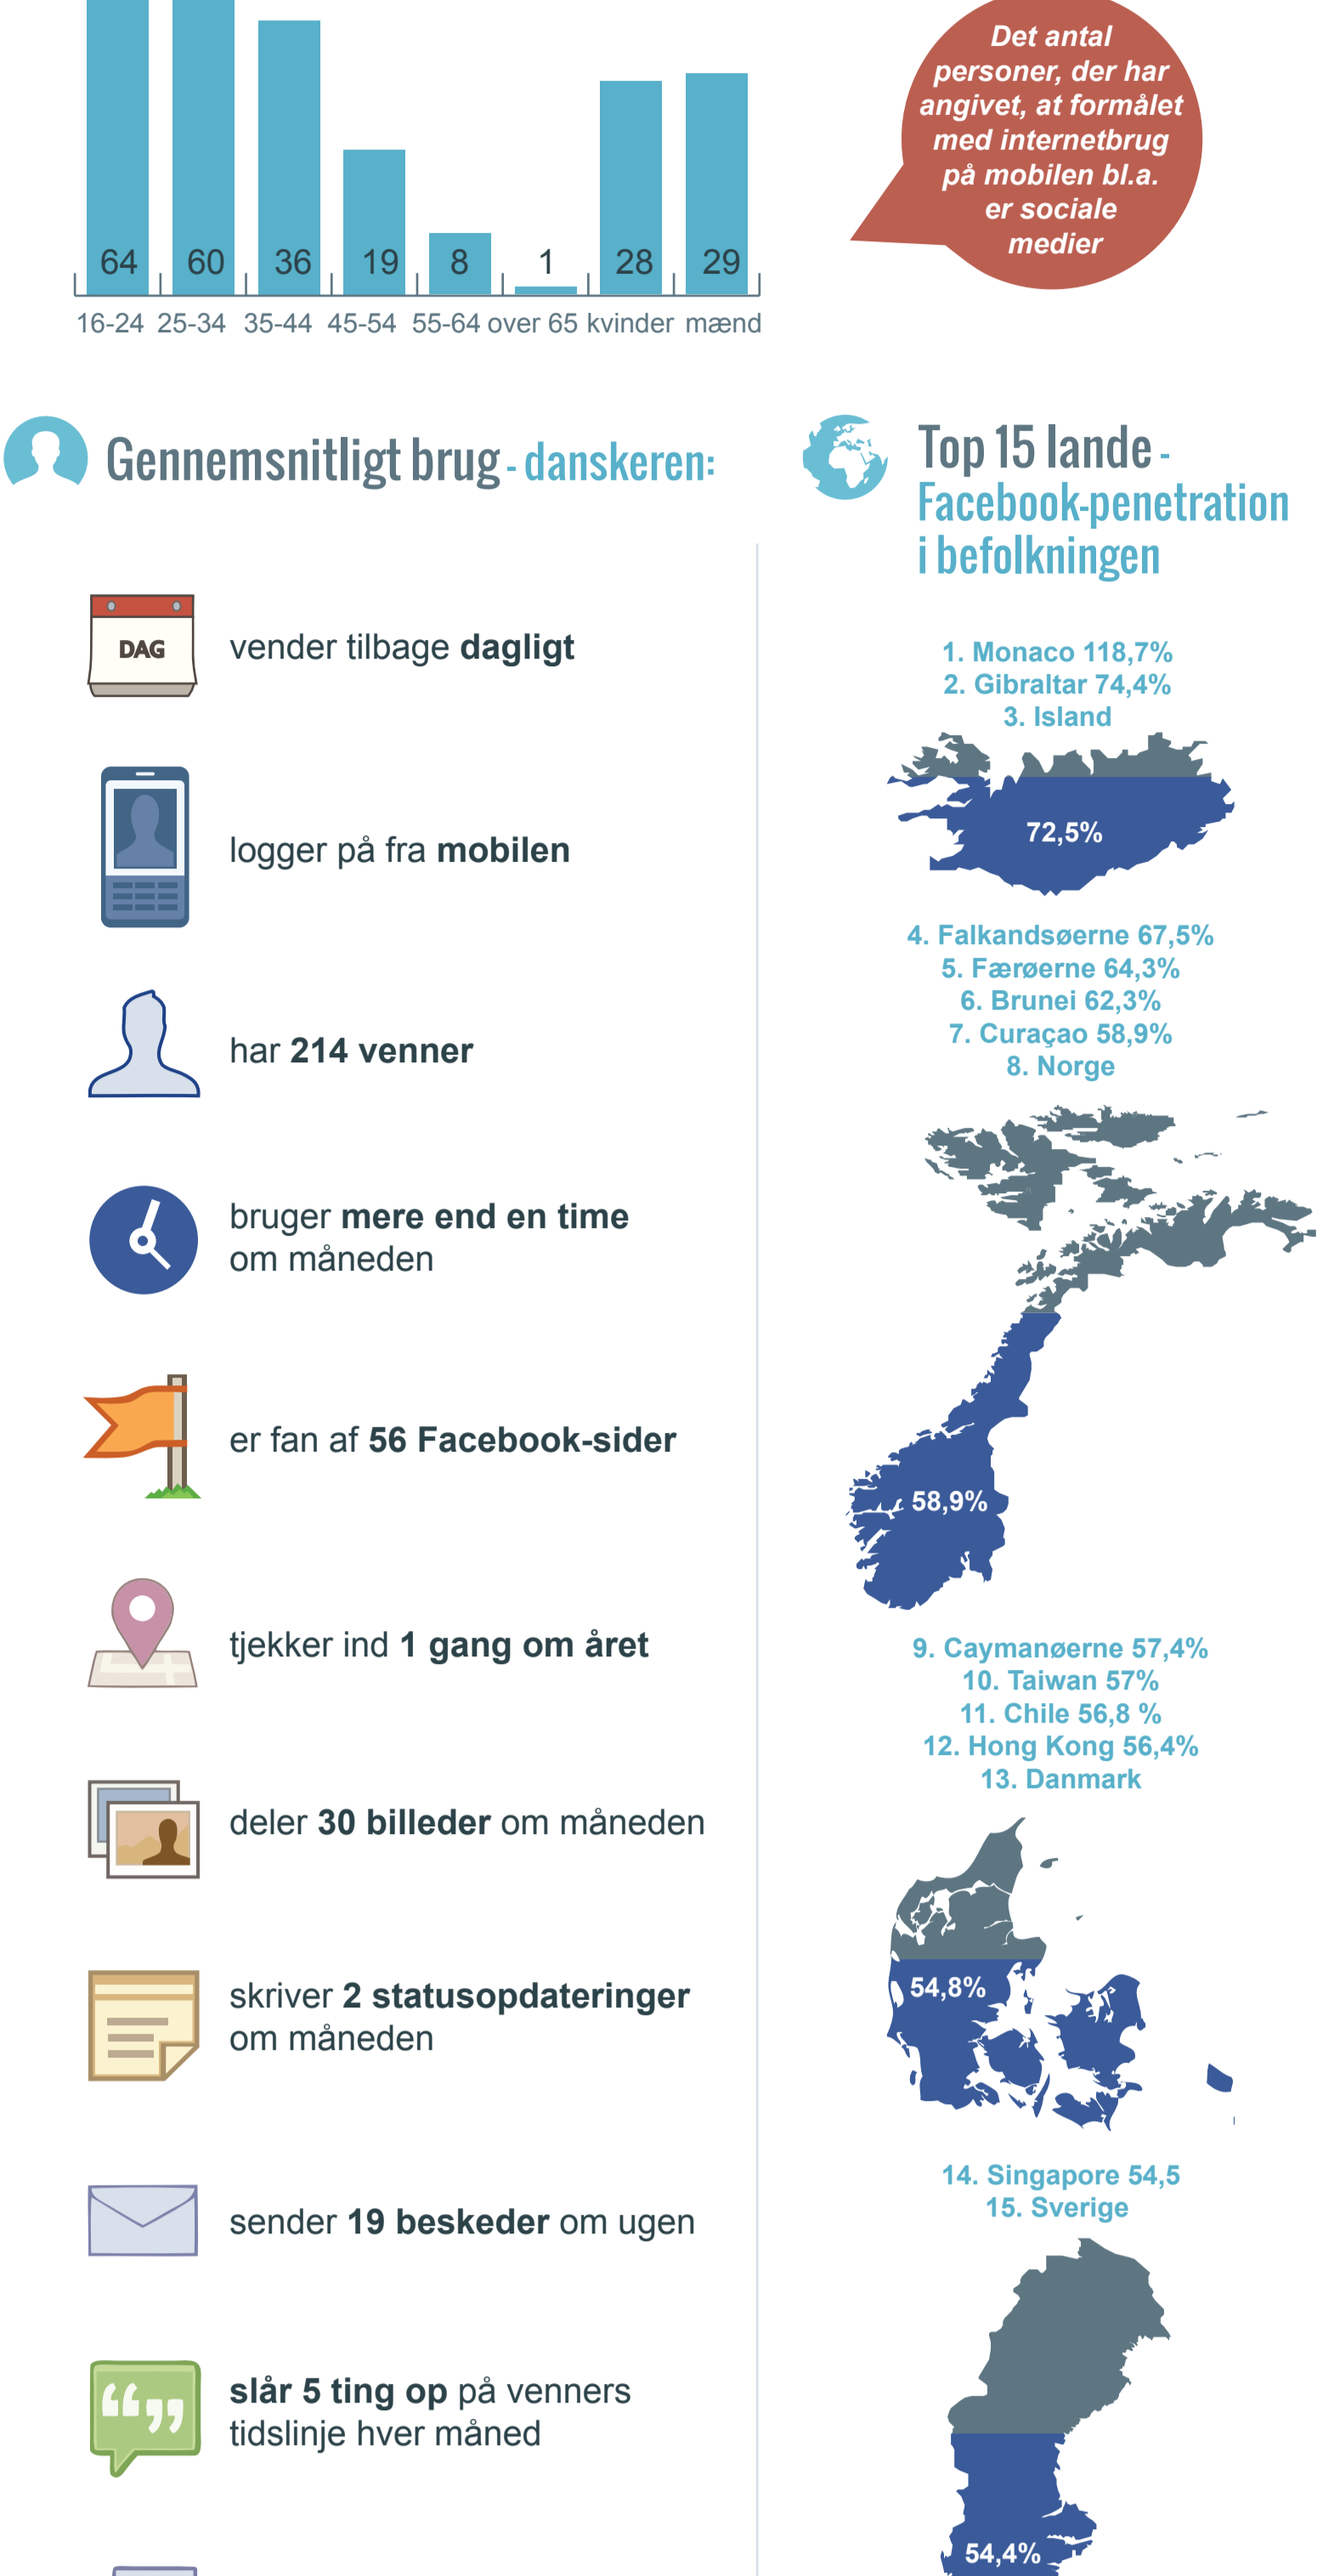 Det antal
personer, der har
angivet, at formålet
med internetbrug
på mobilen bl.a.
er sociale
medier
64 60 36 19 8 1 28 29
16-24 25-34 35-44 45-54 55-64 over 65 kvinder mænd
Gennemsnitligt brug - danskeren:
DAG
vender tilbage dagligt
logger på fra mobilen
har 214 venner
bruger mere end en time
om måneden
er fan af 56 Facebook-sider
tjekker ind 1 gang om året
deler 30 billeder om måneden
skriver 2 statusopdateringer
om måneden
sender 19 beskeder om ugen
slår 5 ting op på venners
tidslinje hver måned
Top 15 lande -
Facebook-penetration
i befolkningen
1. Monaco 118,7%
2. Gibraltar 74,4%
3. Island
72,5%
4. Falkandsøerne 67,5%
5. Færøerne 64,3%
6. Brunei 62,3%
7. Curaçao 58,9%
8. Norge
58,9%
9. Caymanøerne 57,4%
10. Taiwan 57%
11. Chile 56,8 %
12. Hong Kong 56,4%
13. Danmark
54,8%
14. Singapore 54,5
15. Sverige
54,4%